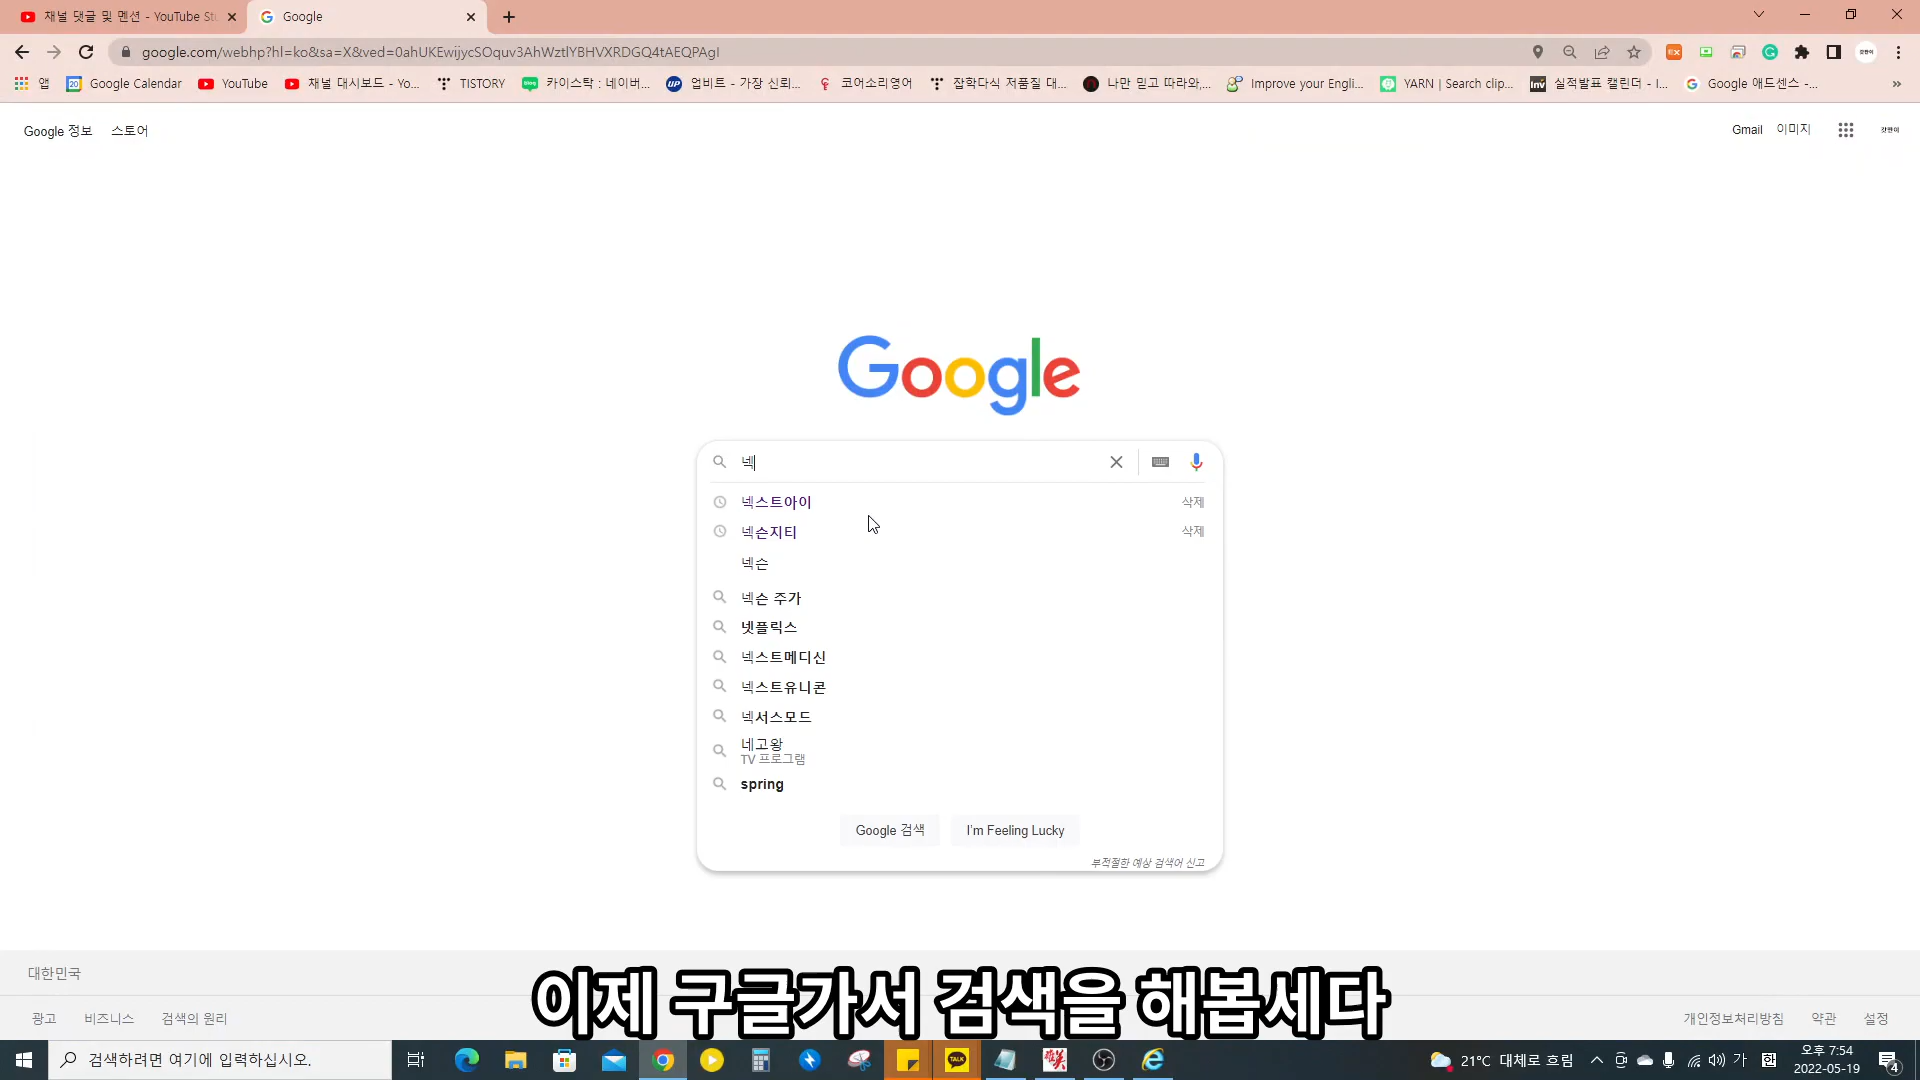 채널 댓글 및 멘션 - YouTube St
Google
google.com/webhp?hl=ko&sa=X&ved=0ahUKEwijycSOquv3AhWztlYBHVXRDGQ4tAEQPAgI
앱
Google Calendar
YouTube
채널 대시보드 - Yo...
TISTORY
카이스탁 : 네이버...
업비트 - 가장 신뢰...
코어소리영어
잡학다식 저품질 대...
나만 믿고 따라와,...
Improve your Engli...
YARN | Search clip...
실적발표 캘린더 - I...
Google 애드센스 -...
Google 정보 스토어
Gmail 이미지
Google
넥
넥스트아이 삭제
넥슨지티 삭제
넥슨
넥슨 주가
넷플릭스
넥스트메디신
넥스트유니콘
넥서스모드
네고왕
TV 프로그램
spring
Google 검색 I'm Feeling Lucky
부적절한 예상 검색어 신고
대한민국
이제 구글가서 검색을 해봅세다
광고 비즈니스 검색의 원리
개인정보처리방침 약관 설정
검색하려면 여기에 입력하십시오.
TALK
21°C 대체로 흐림
가
오후 7:54
2022-05-19
4